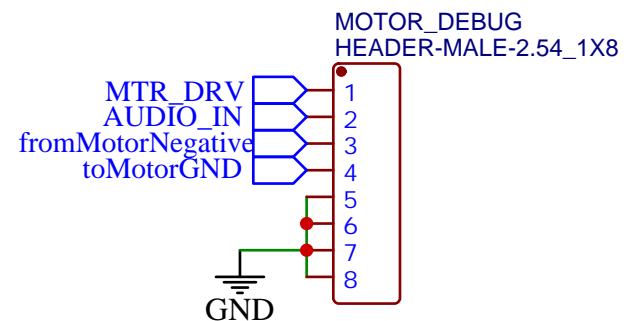 MOTOR_DEBUG
HEADER-MALE-2.54_1X8
MTR_DRV 1
AUDIO_IN 2
fromMotorNegative 3
toMotorGND 4
5
6
7
8
GND